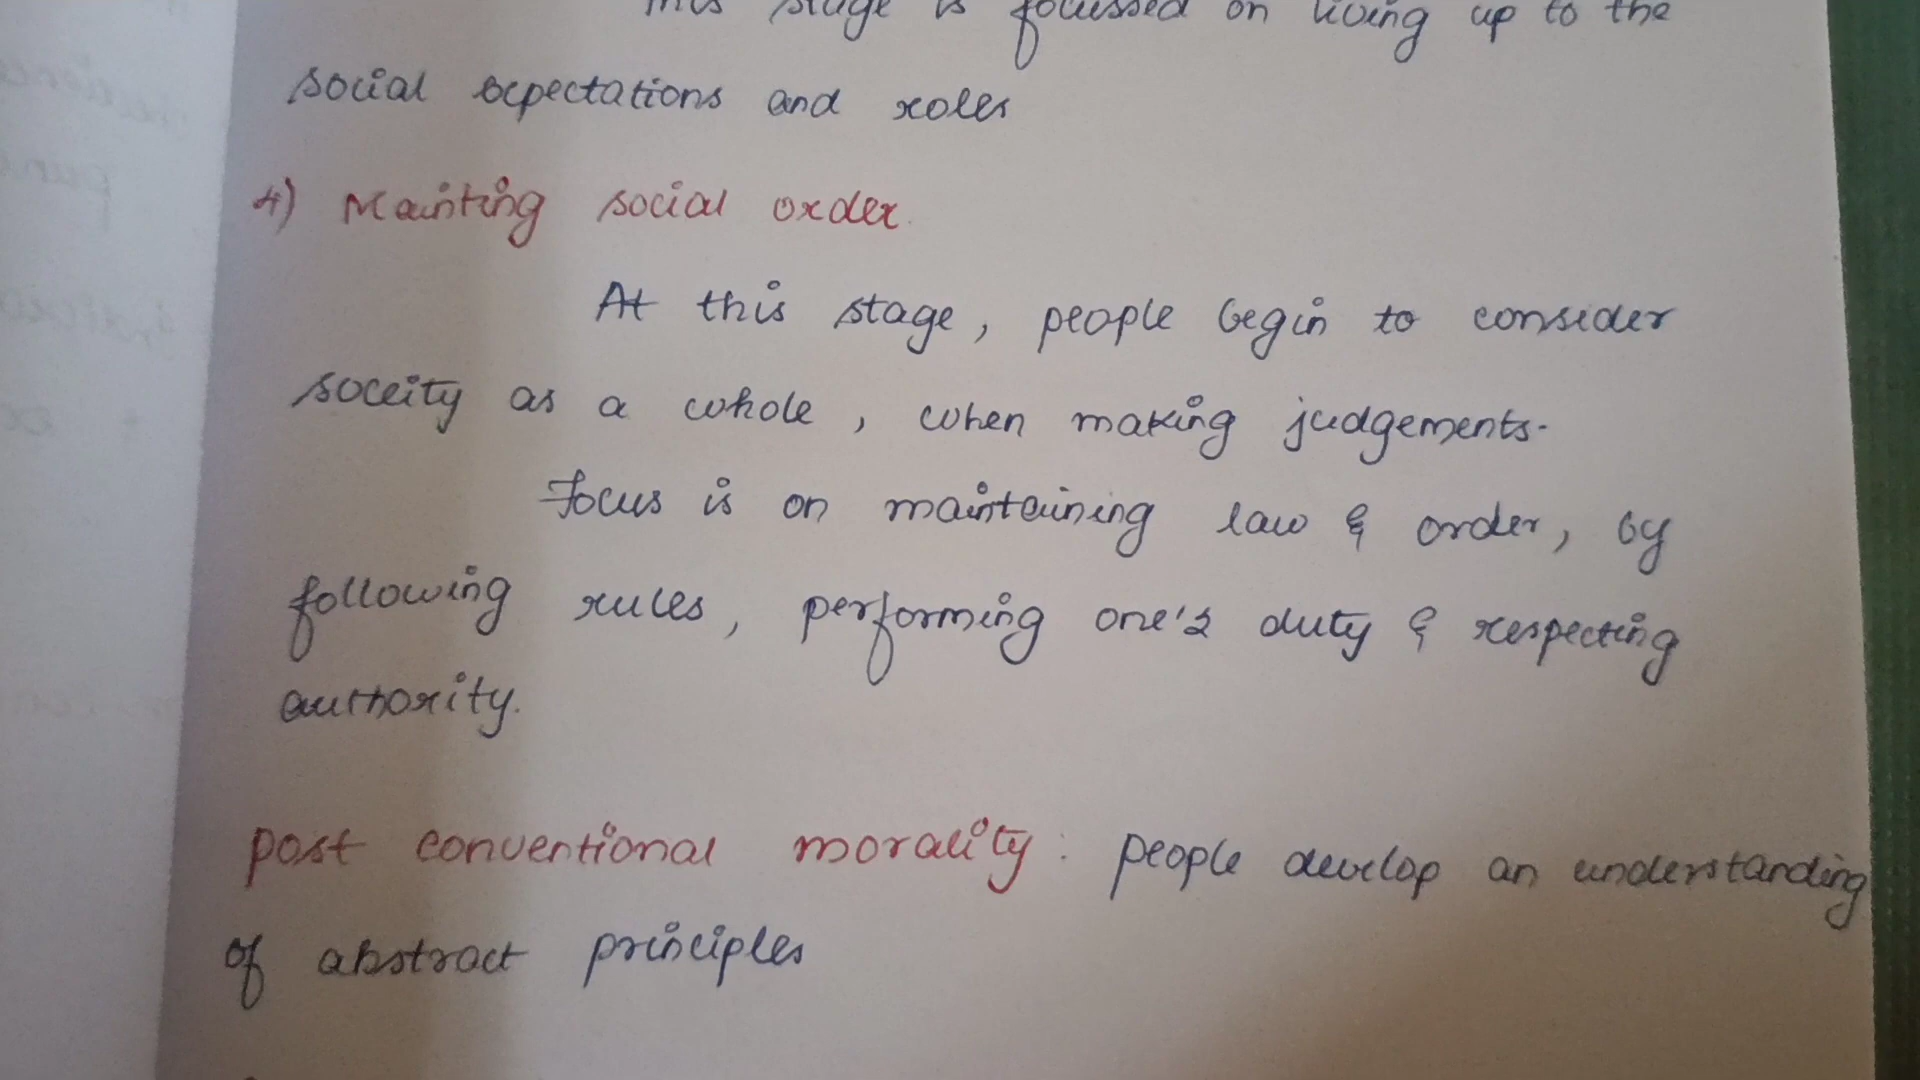 This stage is focussed on living up to the
social expectations and roles
4) Mainting social order.
At this stage, people begin to consider
soceity as a whole, when making judgements.
Focus is on maintaining law & order, by
following rules, performing one's duty & respecting
authority.
post conventional morality: people develop an understanding
of abstract principles